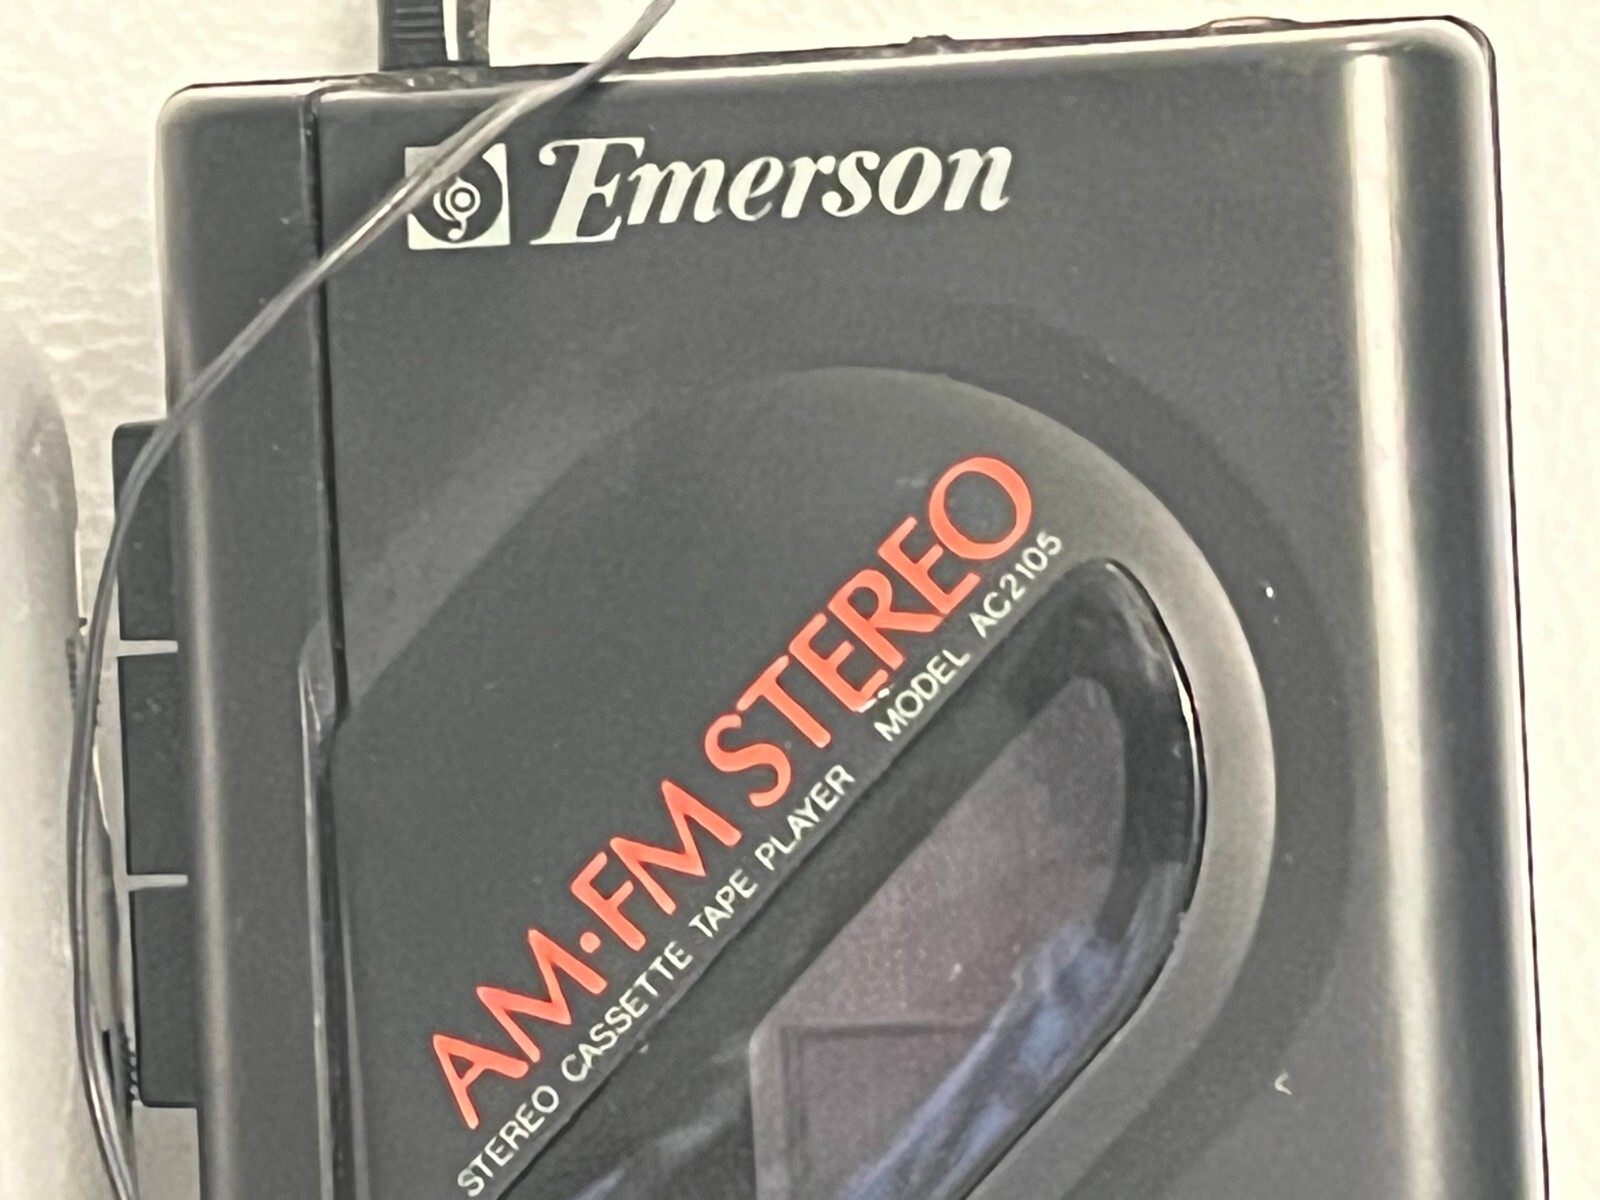 Emerson
AM·FM STEREO
STEREO CASSETTE TAPE PLAYER MODEL AC2105